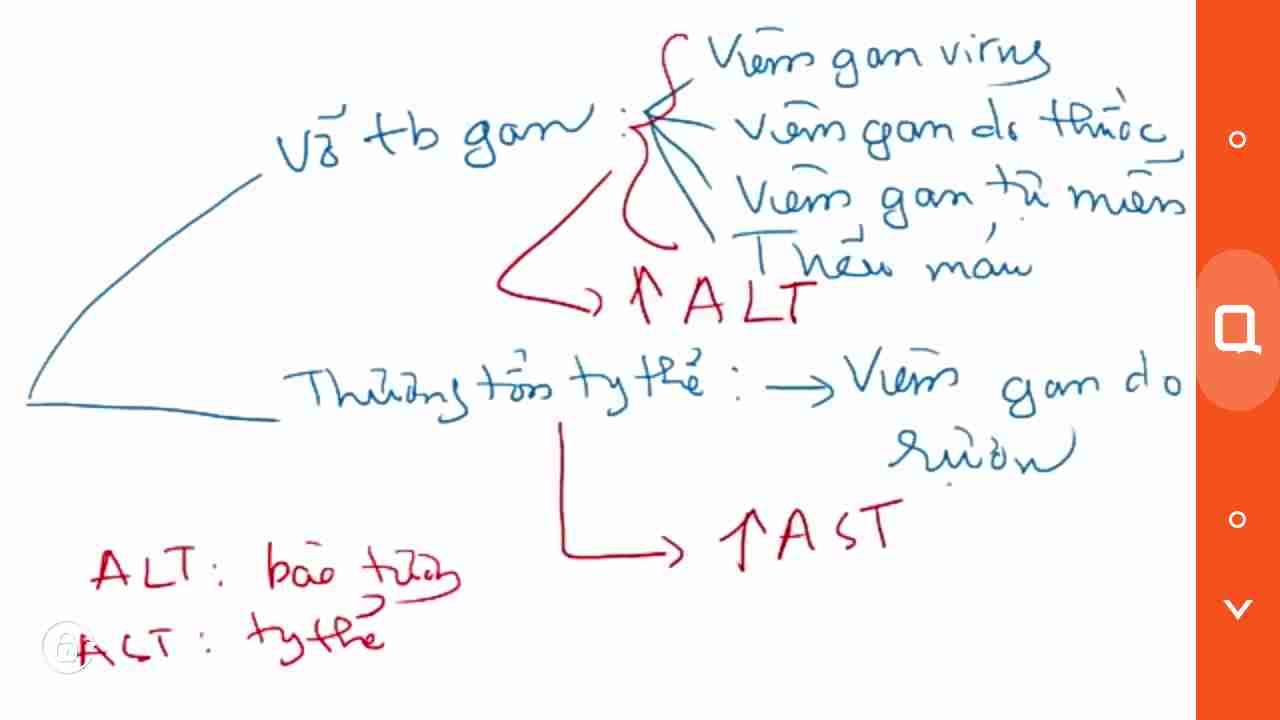 Vỡ tb gan : Viêm gan virus
Viêm gan do thuốc
Viêm gan tự miễn
Thiếu máu
↑ ALT
Thương tổn ty thể : → Viêm gan do
rượu
↑ AST
ALT : bào tương
AST : ty thể